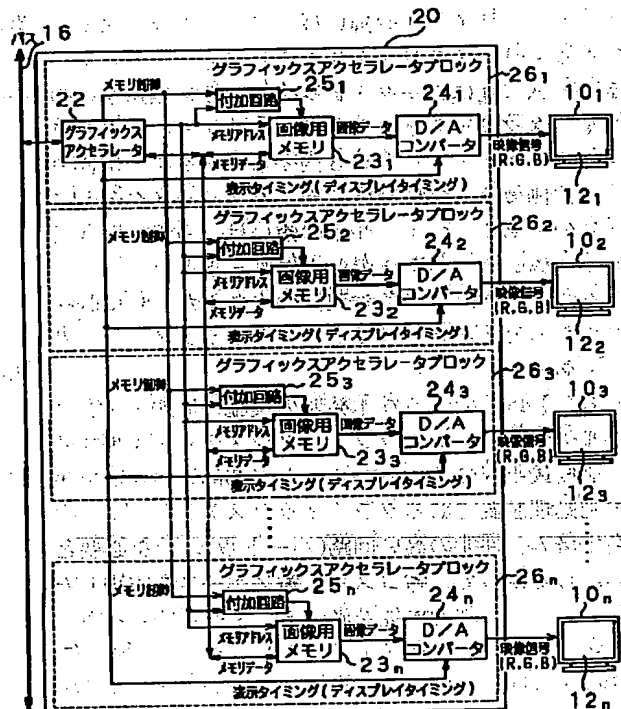 バス 16
20
グラフィックスアクセラレータブロック
メモリ制御
25₁
付加回路
26₁
22
グラフィックス
アクセラレータ
メモリアドレス
メモリデータ
画像用
メモリ
23₁
画像データ
24₁
D/A
コンバータ
映像信号
(R,G,B)
10₁
12₁
表示タイミング(ディスプレイタイミング)
グラフィックスアクセラレータブロック
メモリ制御
25₂
付加回路
26₂
メモリアドレス
メモリデータ
画像用
メモリ
23₂
画像データ
24₂
D/A
コンバータ
映像信号
(R,G,B)
10₂
12₂
表示タイミング(ディスプレイタイミング)
グラフィックスアクセラレータブロック
メモリ制御
25₃
付加回路
26₃
メモリアドレス
メモリデータ
画像用
メモリ
23₃
画像データ
24₃
D/A
コンバータ
映像信号
(R,G,B)
10₃
12₃
表示タイミング(ディスプレイタイミング)
グラフィックスアクセラレータブロック
メモリ制御
25ₙ
付加回路
26ₙ
メモリアドレス
メモリデータ
画像用
メモリ
23ₙ
画像データ
24ₙ
D/A
コンバータ
映像信号
(R,G,B)
10ₙ
12ₙ
表示タイミング(ディスプレイタイミング)